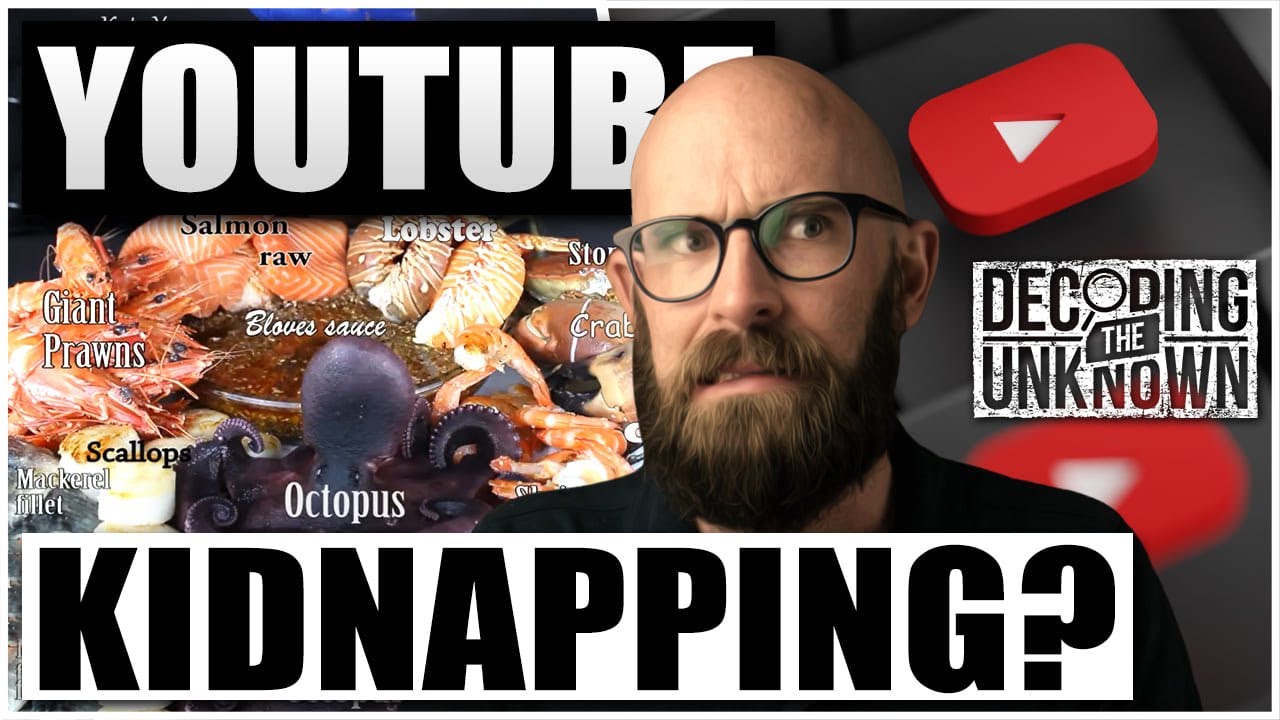 YOUTUBE
Salmon
raw
Lobster
Giant
Prawns
Bloves sauce
Crab
Scallops
Mackerel
fillet
Octopus
DECODING
THE
UNKNOWN
KIDNAPPING?